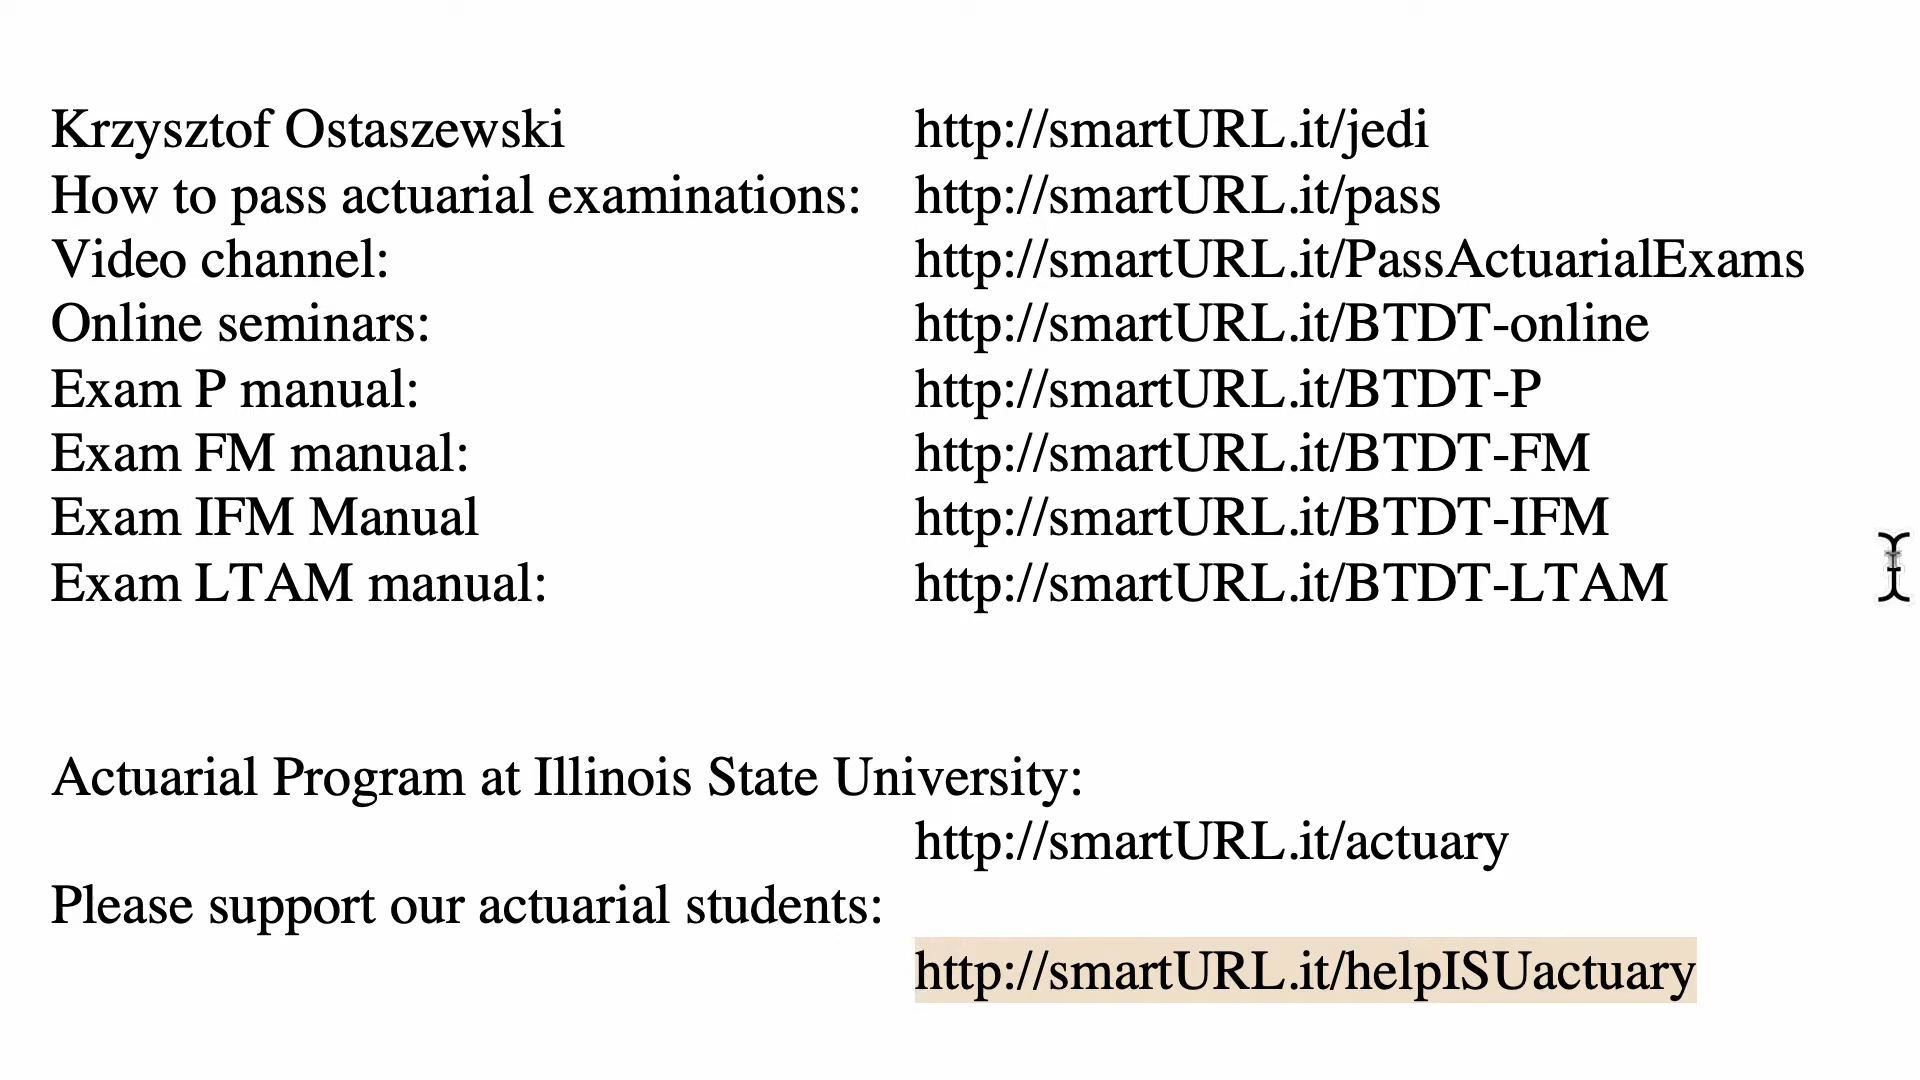 Krzysztof Ostaszewski http://smartURL.it/jedi
How to pass actuarial examinations: http://smartURL.it/pass
Video channel: http://smartURL.it/PassActuarialExams
Online seminars: http://smartURL.it/BTDT-online
Exam P manual: http://smartURL.it/BTDT-P
Exam FM manual: http://smartURL.it/BTDT-FM
Exam IFM Manual http://smartURL.it/BTDT-IFM
Exam LTAM manual: http://smartURL.it/BTDT-LTAM
Actuarial Program at Illinois State University:
http://smartURL.it/actuary
Please support our actuarial students:
http://smartURL.it/helpISUactuary